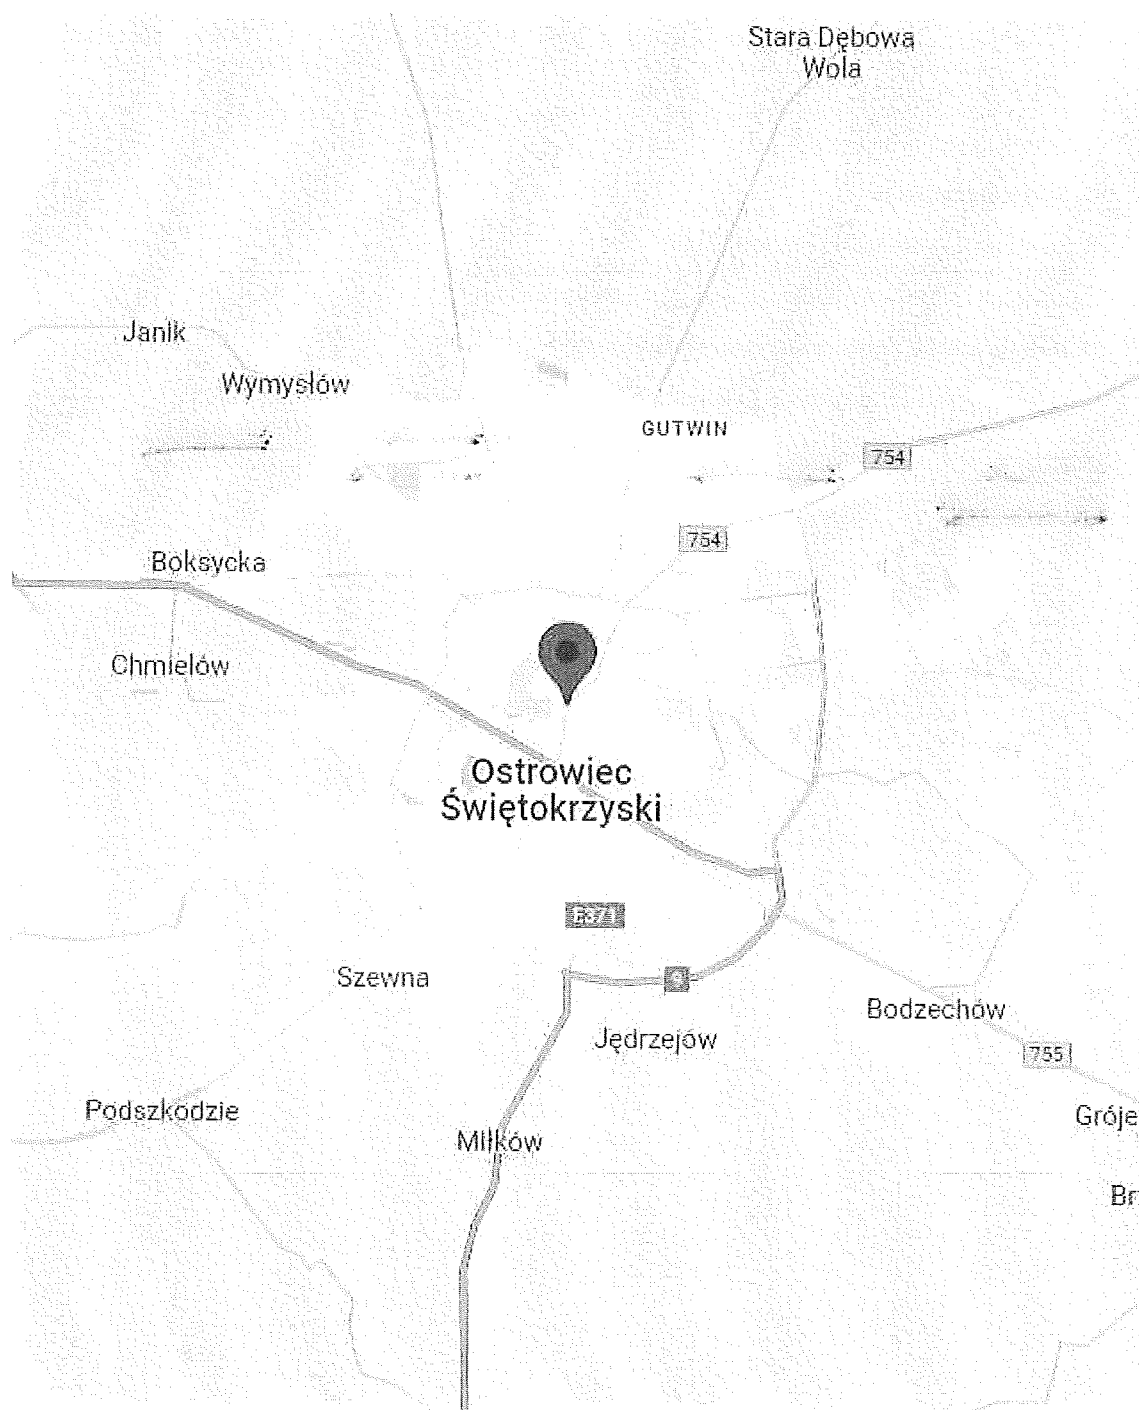 Stara Dębowa
Wola
Janik
Wymysłów
GUTWIN
754
754
Boksycka
Chmielów
Ostrowiec
Świętokrzyski
E371
Szewna
9
Bodzechów
Jędrzejów
755
Podszkodzie
Gróje
Miłków
Br